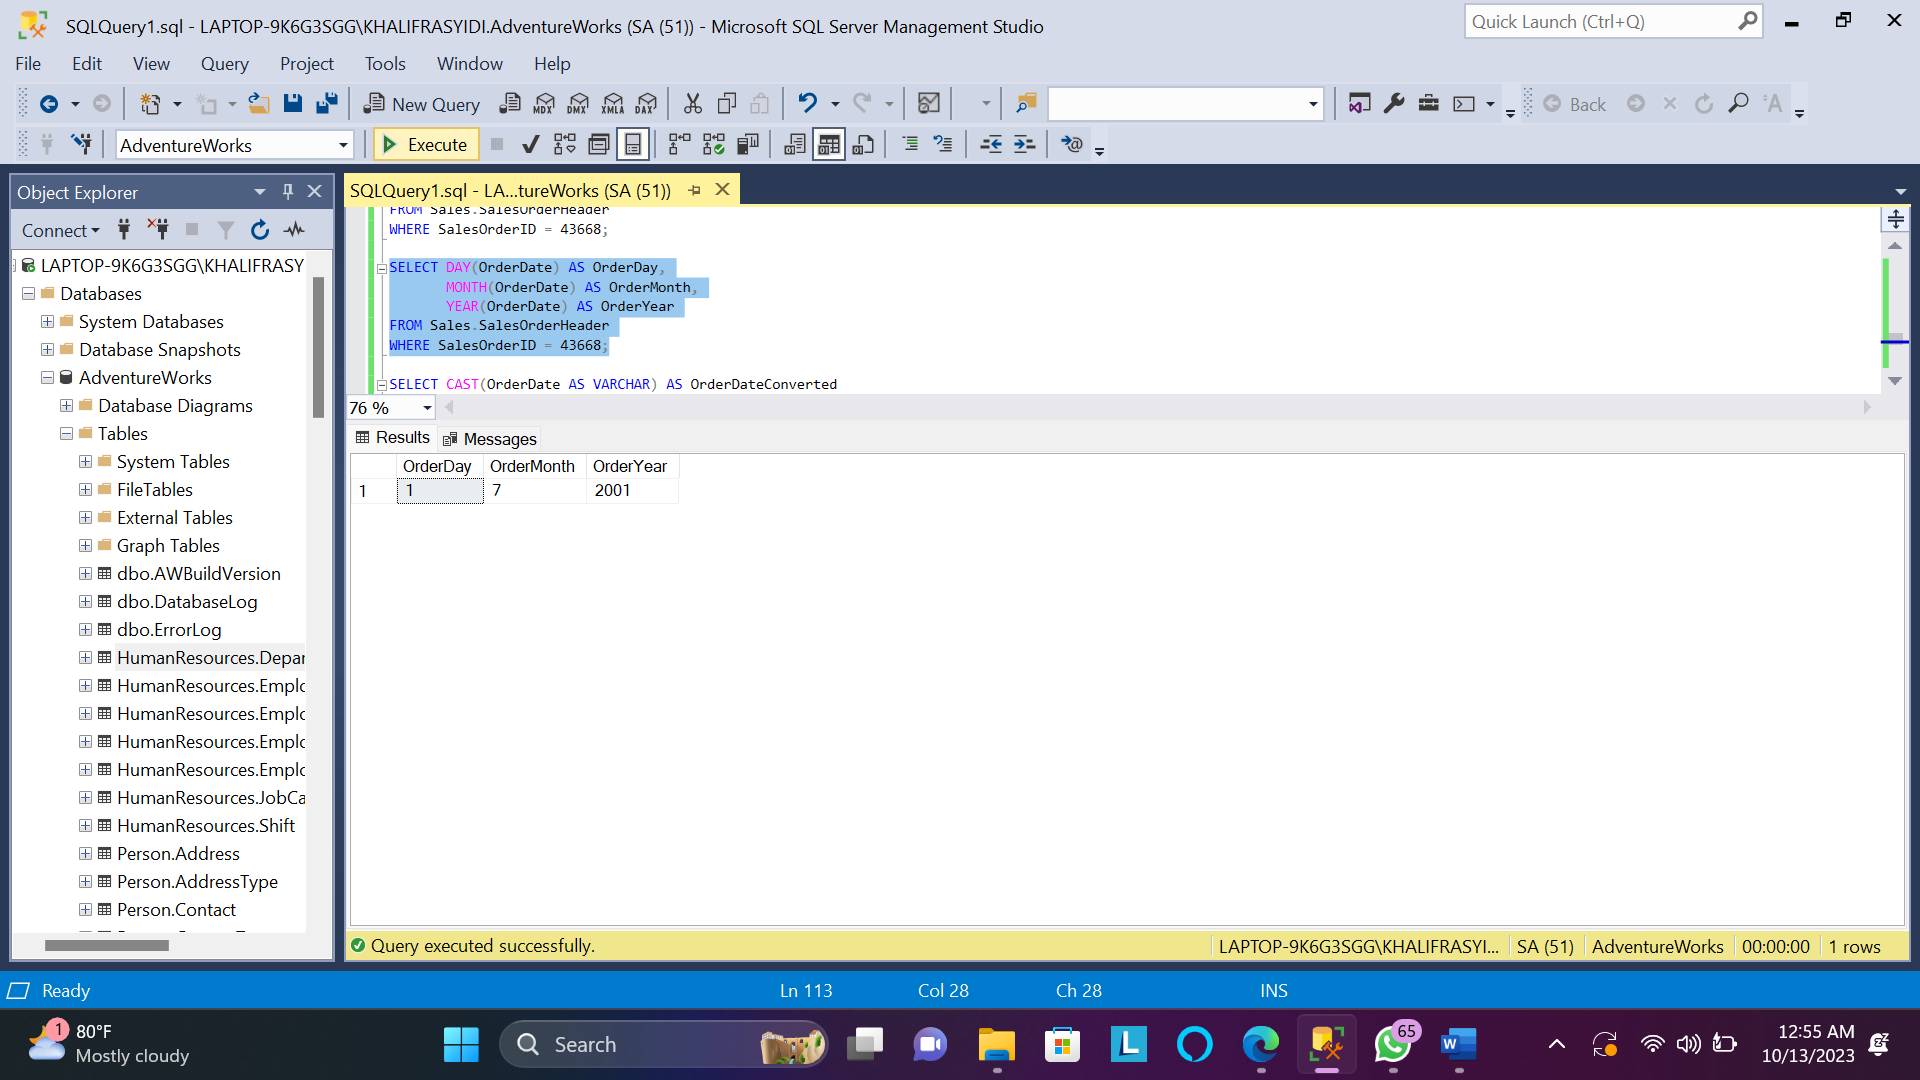 SQLQuery1.sql - LAPTOP-9K6G3SGG\KHALIFRASYIDI.AdventureWorks (SA (51)) - Microsoft SQL Server Management Studio
Quick Launch (Ctrl+Q)
File Edit View Query Project Tools Window Help
New Query MDX DMX XMLA DAX Back
AdventureWorks Execute
Object Explorer
Connect
LAPTOP-9K6G3SGG\KHALIFRASY
Databases
System Databases
Database Snapshots
AdventureWorks
Database Diagrams
Tables
System Tables
FileTables
External Tables
Graph Tables
dbo.AWBuildVersion
dbo.DatabaseLog
dbo.ErrorLog
HumanResources.Depar
HumanResources.Emplo
HumanResources.Emplo
HumanResources.Emplo
HumanResources.Emplo
HumanResources.JobCa
HumanResources.Shift
Person.Address
Person.AddressType
Person.Contact
SQLQuery1.sql - LA...tureWorks (SA (51))
FROM Sales.SalesOrderHeader
WHERE SalesOrderID = 43668;
SELECT DAY(OrderDate) AS OrderDay,
MONTH(OrderDate) AS OrderMonth,
YEAR(OrderDate) AS OrderYear
FROM Sales.SalesOrderHeader
WHERE SalesOrderID = 43668;
SELECT CAST(OrderDate AS VARCHAR) AS OrderDateConverted
76 %
Results Messages
OrderDay OrderMonth OrderYear
1 1 7 2001
Query executed successfully. LAPTOP-9K6G3SGG\KHALIFRASYI... SA (51) AdventureWorks 00:00:00 1 rows
Ready Ln 113 Col 28 Ch 28 INS
1 80°F
Mostly cloudy
Search
L
65
W
12:55 AM
10/13/2023